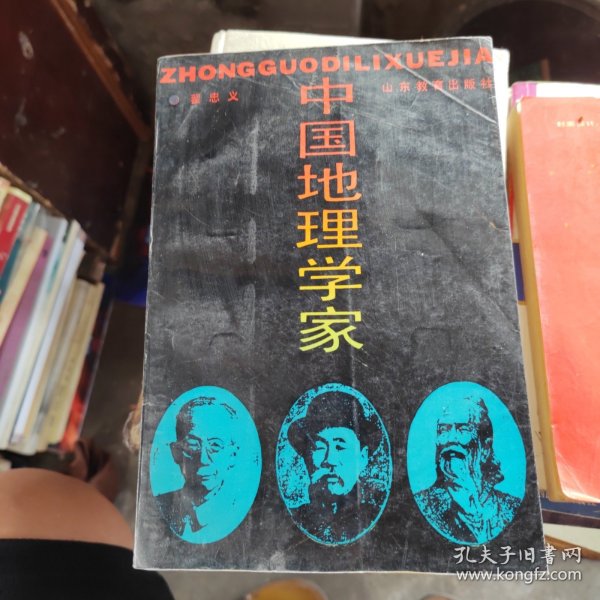 ZHONGGUODILIXUEJIA
翟忠义
山东教育出版社
中国地理学家
孔夫子旧书网
www.kongfz.com